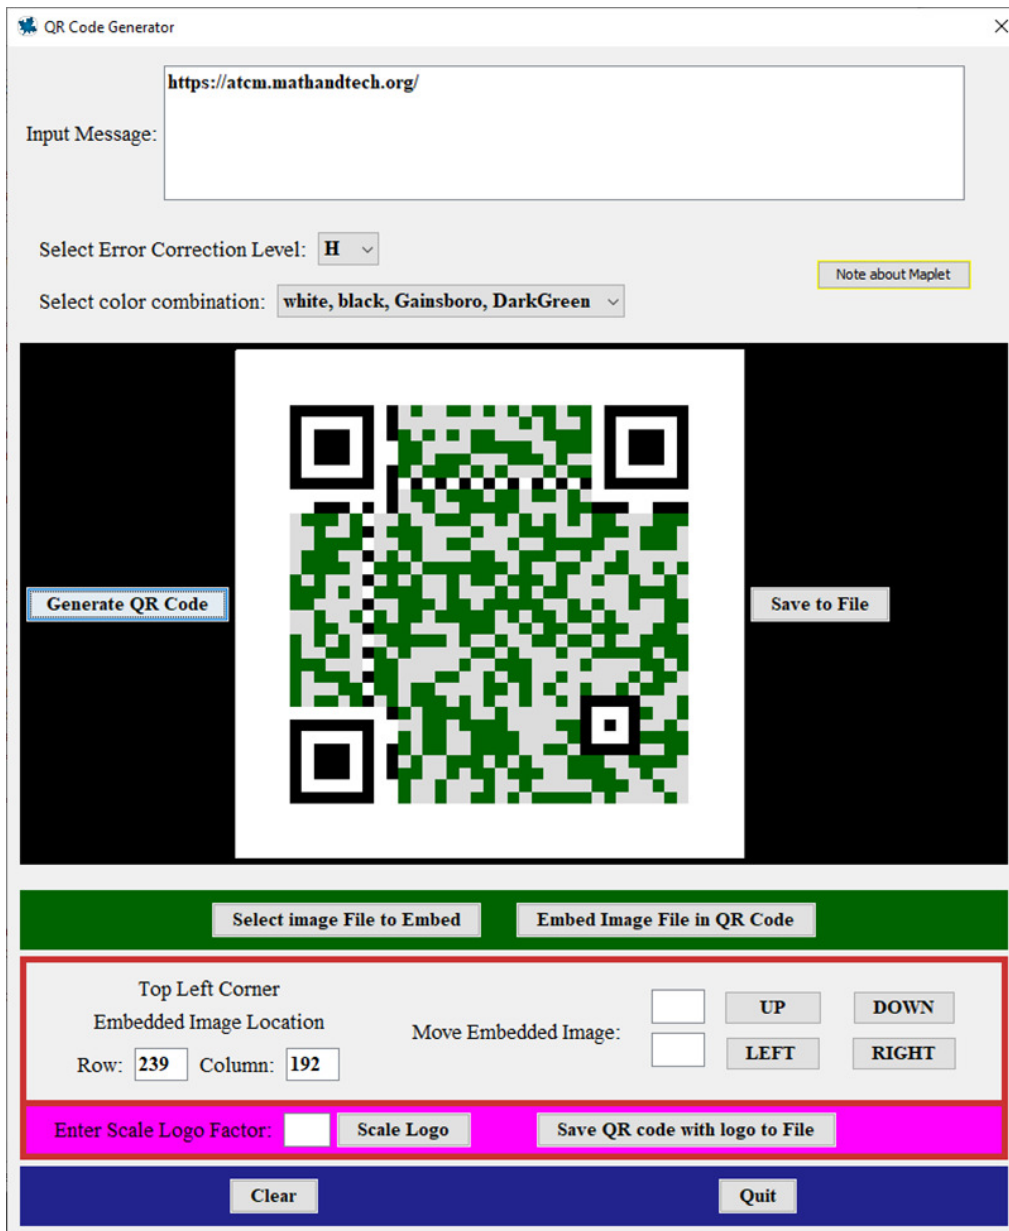 QR Code Generator
https://atcm.mathandtech.org/
Input Message:
Select Error Correction Level: H
Note about Maplet
Select color combination: white, black, Gainsboro, DarkGreen
Generate QR Code
Save to File
Select image File to Embed Embed Image File in QR Code
Top Left Corner
Embedded Image Location
Row: 239 Column: 192
Move Embedded Image:
UP DOWN
LEFT RIGHT
Enter Scale Logo Factor: Scale Logo Save QR code with logo to File
Clear Quit